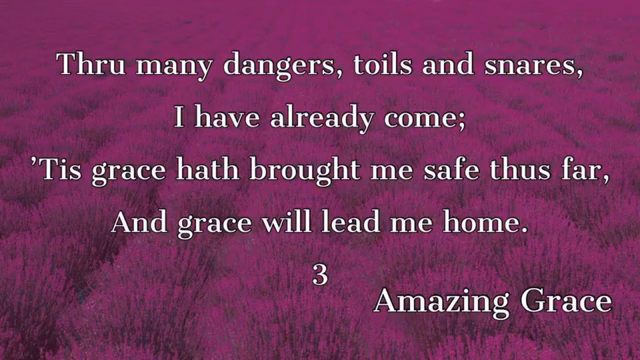 Thru many dangers, toils and snares,
I have already come;
’Tis grace hath brought me safe thus far,
And grace will lead me home.
3
Amazing Grace